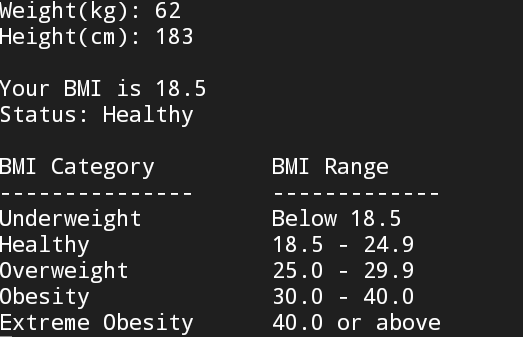 Weight(kg): 62
Height(cm): 183

Your BMI is 18.5
Status: Healthy

BMI Category         BMI Range
---------------      -------------
Underweight          Below 18.5
Healthy              18.5 - 24.9
Overweight           25.0 - 29.9
Obesity              30.0 - 40.0
Extreme Obesity      40.0 or above